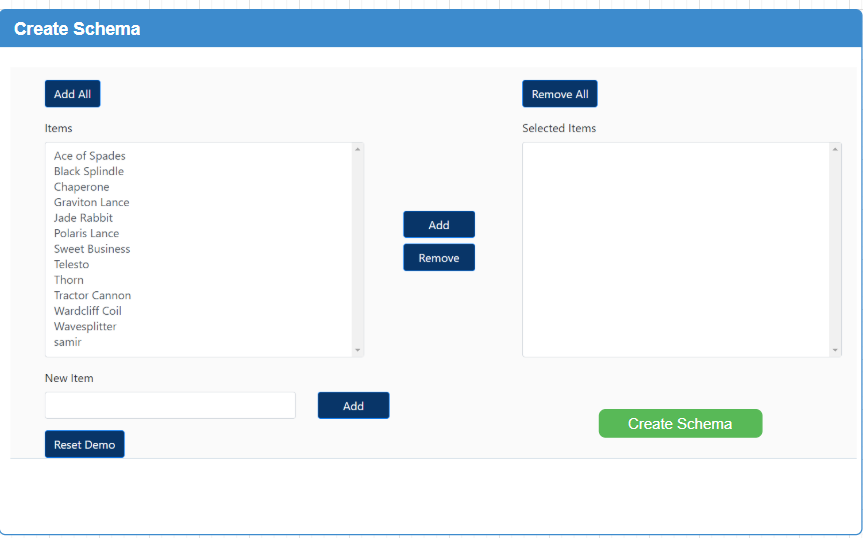 Create Schema
Add All
Remove All
Items
Selected Items
Ace of Spades
Black Splindle
Chaperone
Graviton Lance
Jade Rabbit
Polaris Lance
Sweet Business
Telesto
Thorn
Tractor Cannon
Wardcliff Coil
Wavesplitter
samir
Add
Remove
New Item
Add
Create Schema
Reset Demo